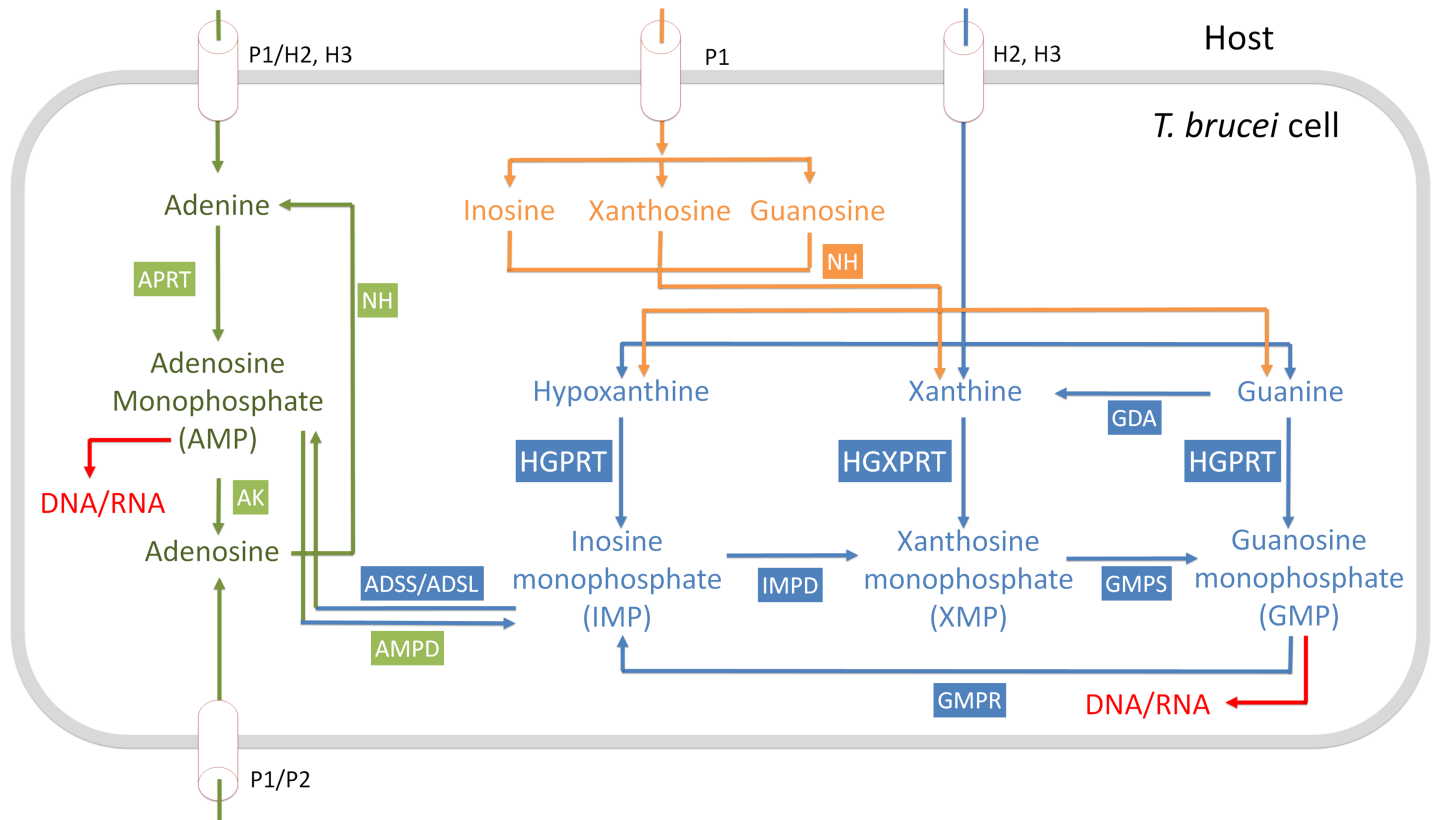 P1/H2, H3
P1
H2, H3
Host
T. brucei cell
Adenine
Inosine
Xanthosine
Guanosine
NH
APRT
NH
Adenosine
Monophosphate
(AMP)
Hypoxanthine
Xanthine
Guanine
GDA
HGPRT
HGXPRT
HGPRT
DNA/RNA
AK
Adenosine
Inosine
monophosphate
(IMP)
Xanthosine
monophosphate
(XMP)
Guanosine
monophosphate
(GMP)
ADSS/ADSL
IMPD
GMPS
AMPD
GMPR
DNA/RNA
P1/P2